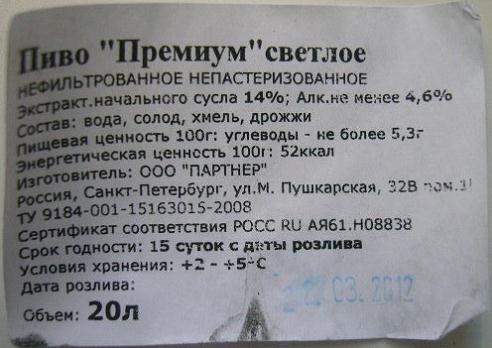 Пиво "Премиум" светлое
НЕФИЛЬТРОВАННОЕ НЕПАСТЕРИЗОВАННОЕ
Экстракт.начального сусла 14%; Алк.не менее 4,6%
Состав: вода, солод, хмель, дрожжи
Пищевая ценность 100г: углеводы - не более 5,3г
Энергетическая ценность 100г: 52ккал
Изготовитель: ООО "ПАРТНЕР"
Россия, Санкт-Петербург, ул.М. Пушкарская, 32В
ТУ 9184-001-15163015-2008
Сертификат соответствия РОСС RU АЯ61.Н08838
Срок годности: 15 суток с даты розлива
Условия хранения: +2 - +5°С
Дата розлива: 03. 2012
Объем: 20л